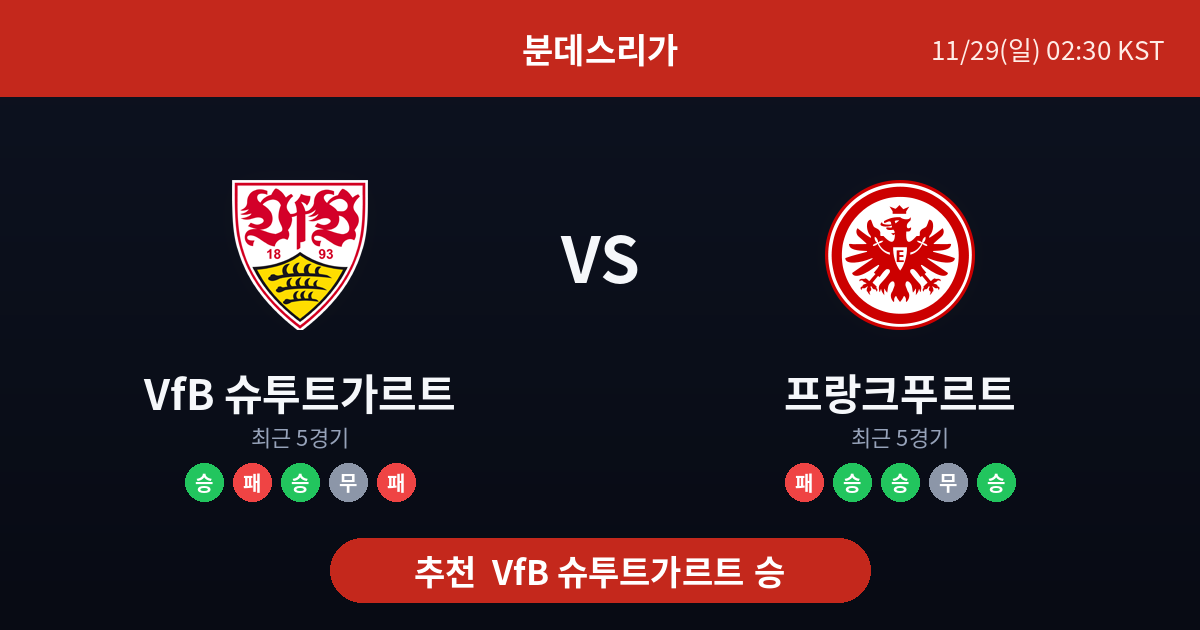 분데스리가
11/29(일) 02:30 KST
VfB
18 93
VS
E
VfB 슈투트가르트
프랑크푸르트
최근 5경기
최근 5경기
승 패 승 무 패
패 승 승 무 승
추천 VfB 슈투트가르트 승